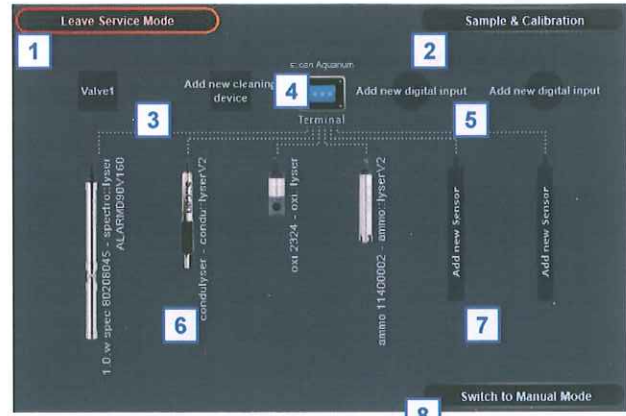 Leave Service Mode
Sample & Calibration
1
2
s::can Aquanum
Valve1
Add new cleaning device
4
Add new digital input
Add new digital input
Terminal
3
5
1.0.w spec 80208045 - spectro::lyser
ALARMD90V160
condulyser - condu::lyserV2
oxi 2324 - oxi::lyser
ammo 11400002 - ammo::lyserV2
Add new Sensor
Add new Sensor
6
7
Switch to Manual Mode
8